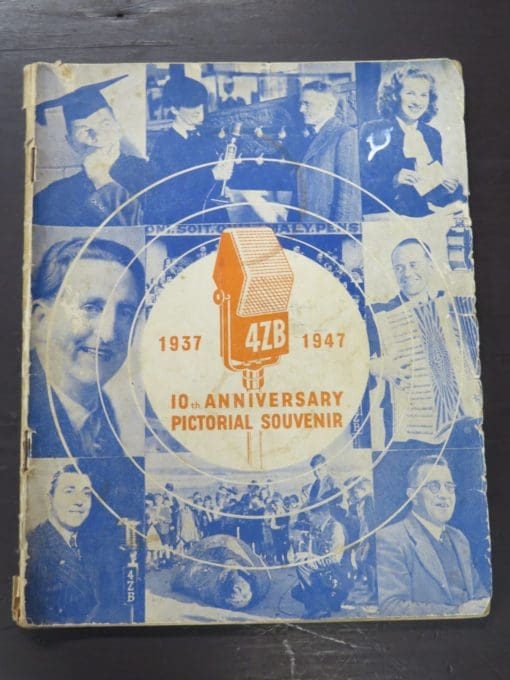 1937 4ZB 1947
10th ANNIVERSARY
PICTORIAL SOUVENIR
4ZB